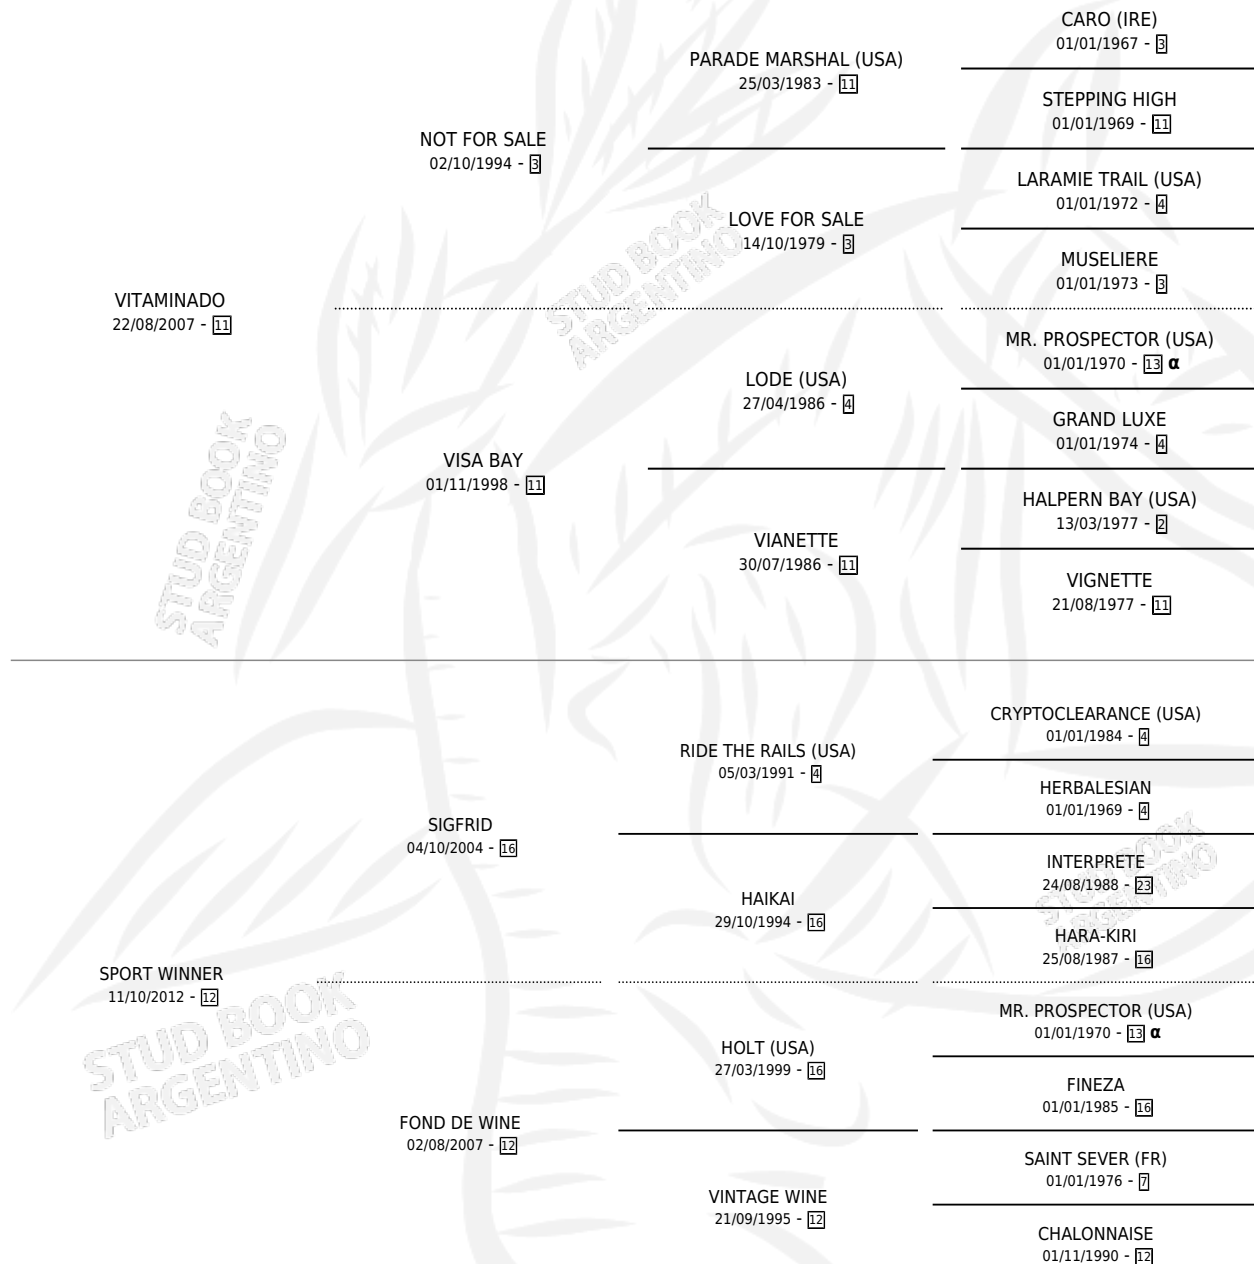 CARO (IRE)
01/01/1967 - 3
PARADE MARSHAL (USA)
25/03/1983 - 11
STEPPING HIGH
01/01/1969 - 11
NOT FOR SALE
02/10/1994 - 3
LARAMIE TRAIL (USA)
01/01/1972 - 4
LOVE FOR SALE
14/10/1979 - 3
MUSELIERE
01/01/1973 - 3
VITAMINADO
22/08/2007 - 11
MR. PROSPECTOR (USA)
01/01/1970 - 13 α
LODE (USA)
27/04/1986 - 4
GRAND LUXE
01/01/1974 - 4
VISA BAY
01/11/1998 - 11
HALPERN BAY (USA)
13/03/1977 - 2
VIANETTE
30/07/1986 - 11
VIGNETTE
21/08/1977 - 11
CRYPTOCLEARANCE (USA)
01/01/1984 - 4
RIDE THE RAILS (USA)
05/03/1991 - 4
HERBALESIAN
01/01/1969 - 4
SIGFRID
04/10/2004 - 16
INTERPRETE
24/08/1988 - 23
HAIKAI
29/10/1994 - 16
HARA-KIRI
25/08/1987 - 16
SPORT WINNER
11/10/2012 - 12
MR. PROSPECTOR (USA)
01/01/1970 - 13 α
HOLT (USA)
27/03/1999 - 16
FINEZA
01/01/1985 - 16
FOND DE WINE
02/08/2007 - 12
SAINT SEVER (FR)
01/01/1976 - 7
VINTAGE WINE
21/09/1995 - 12
CHALONNAISE
01/11/1990 - 12
STUD BOOK
ARGENTINO
STUD BOOK
ARGENTINO
STUD BOOK
ARGENTINO
STUD BOOK
ARGENTINO